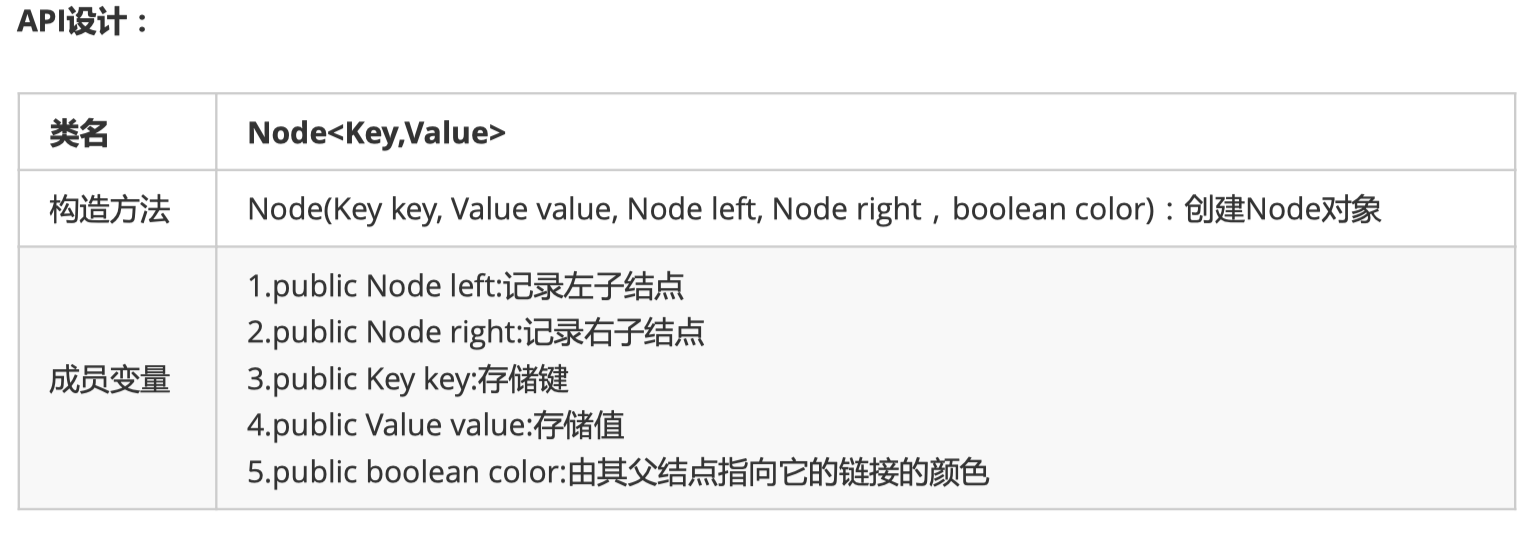 API设计：
类名
Node<Key,Value>
构造方法
Node(Key key, Value value, Node left, Node right，boolean color)：创建Node对象
成员变量
1.public Node left:记录左子结点
2.public Node right:记录右子结点
3.public Key key:存储键
4.public Value value:存储值
5.public boolean color:由其父结点指向它的链接的颜色